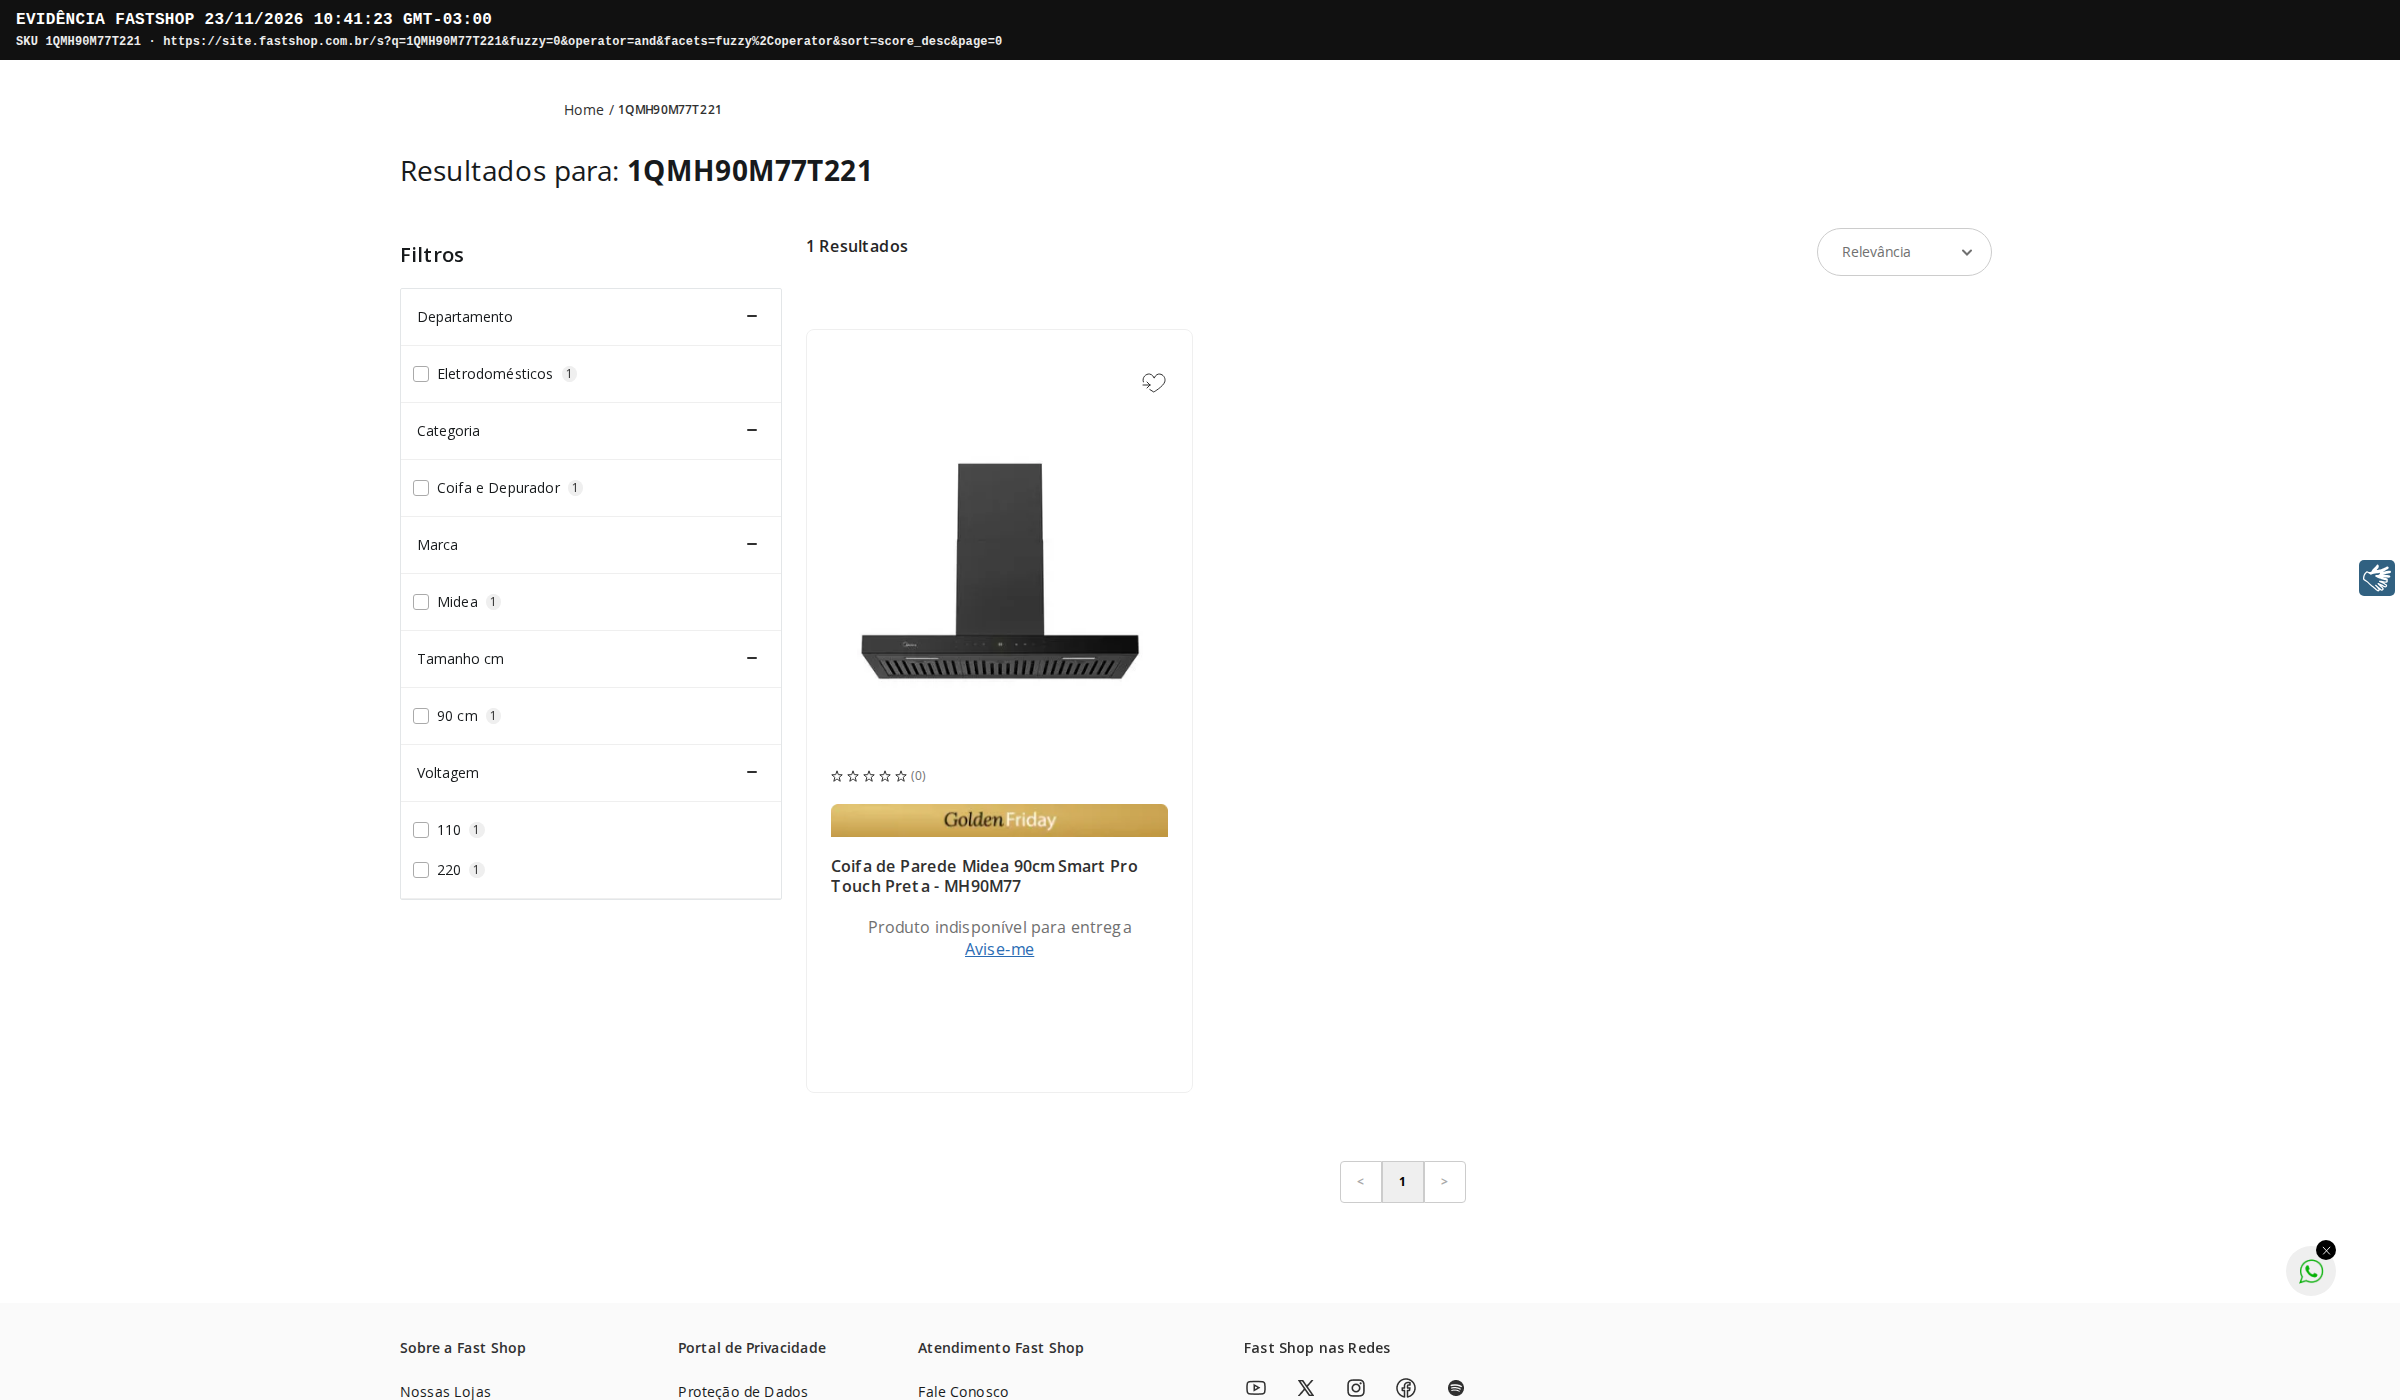 EVIDÊNCIA FASTSHOP 23/11/2026 10:41:23 GMT-03:00
SKU 1QMH90M77T221 · https://site.fastshop.com.br/s?q=1QMH90M77T221&fuzzy=0&operator=and&facets=fuzzy%2Coperator&sort=score_desc&page=0
Home / 1QMH90M77T221
Resultados para: 1QMH90M77T221
Filtros
1 Resultados
Relevância
Departamento
Eletrodomésticos 1
Categoria
Coifa e Depurador 1
Marca
Midea 1
Tamanho cm
90 cm 1
Voltagem
110 1
220 1
(0)
Golden Friday
Coifa de Parede Midea 90cm Smart Pro
Touch Preta - MH90M77
Produto indisponível para entrega
Avise-me
< 1 >
Sobre a Fast Shop
Portal de Privacidade
Atendimento Fast Shop
Fast Shop nas Redes
Nossas Lojas
Proteção de Dados
Fale Conosco